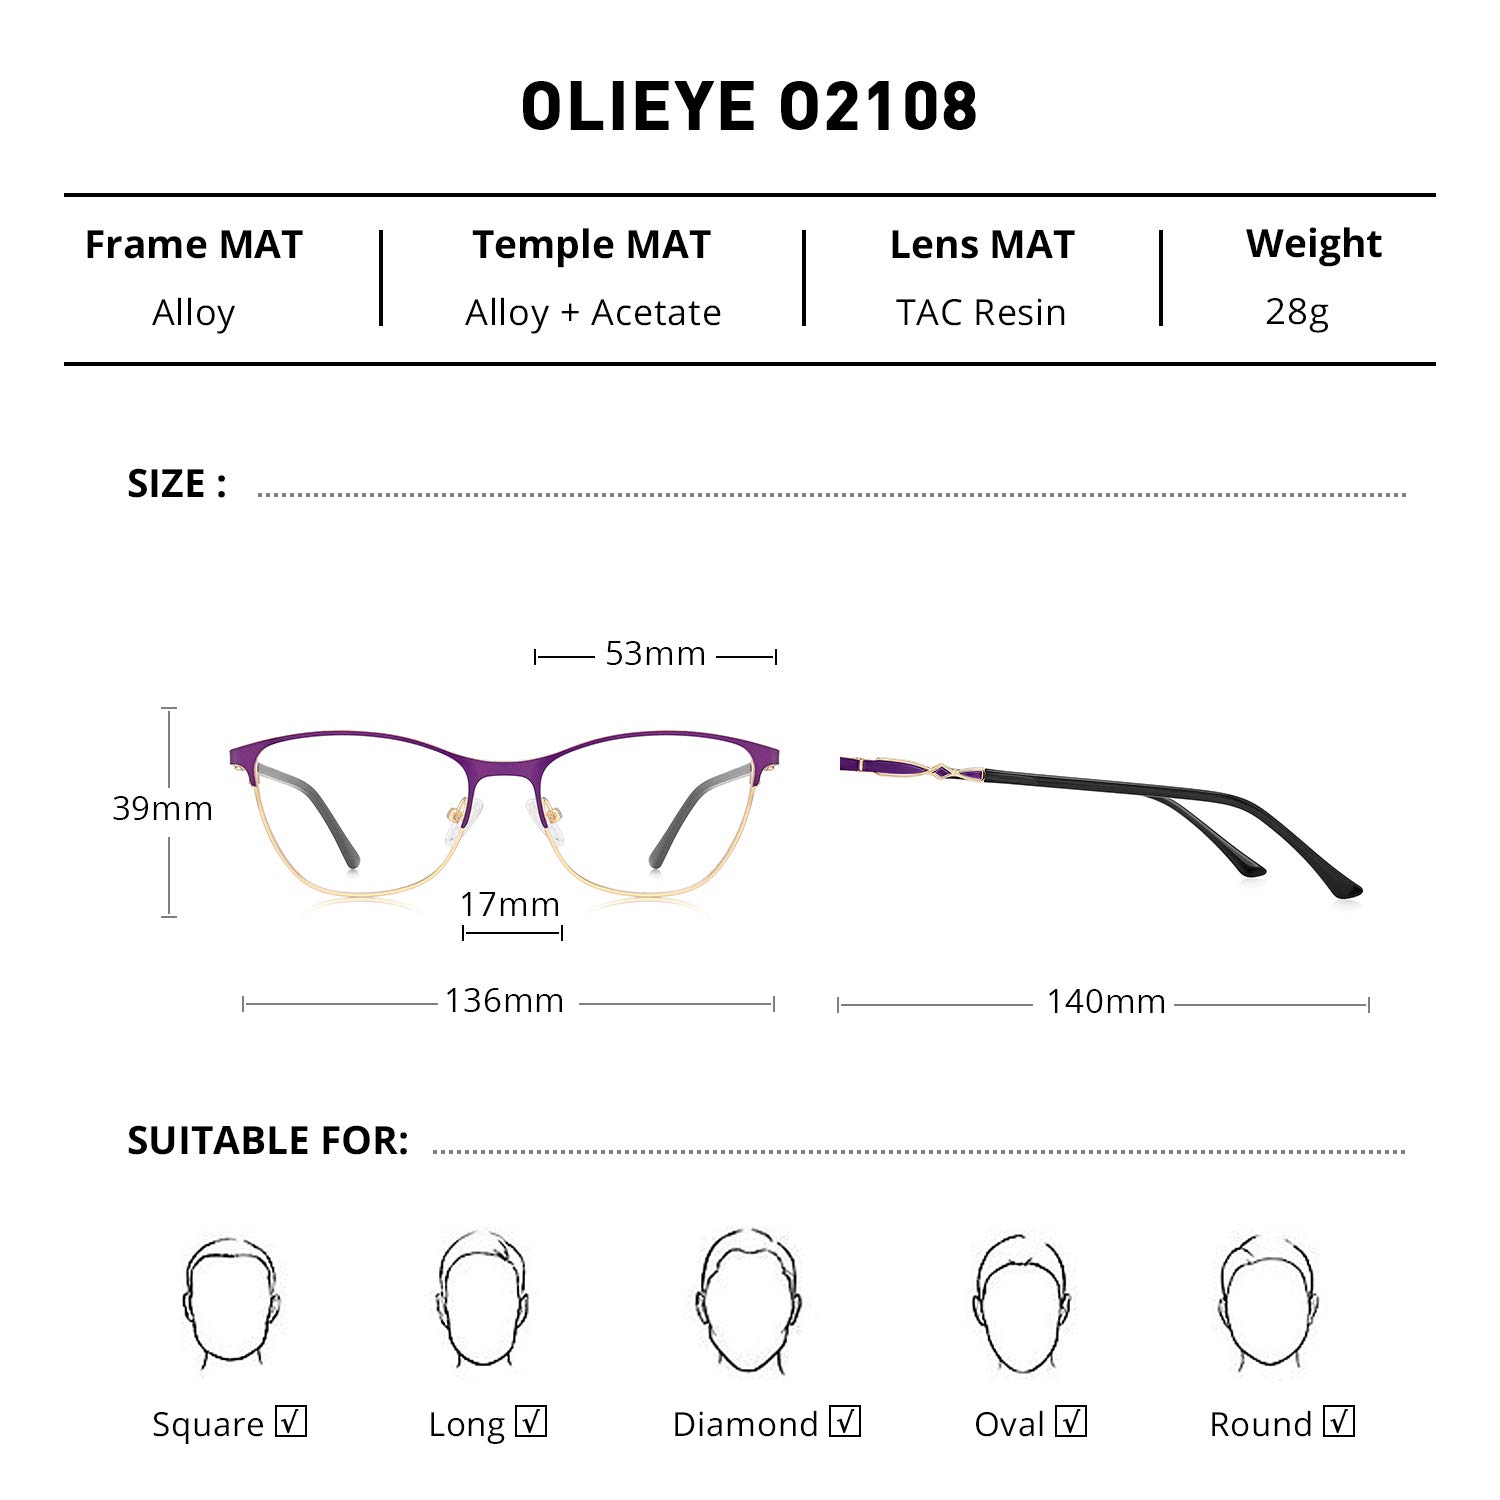 OLIEYE O2108
Frame MAT Temple MAT Lens MAT Weight
Alloy Alloy + Acetate TAC Resin 28g
SIZE :
53mm
39mm
17mm
136mm 140mm
SUITABLE FOR:
Square √ Long √ Diamond √ Oval √ Round √